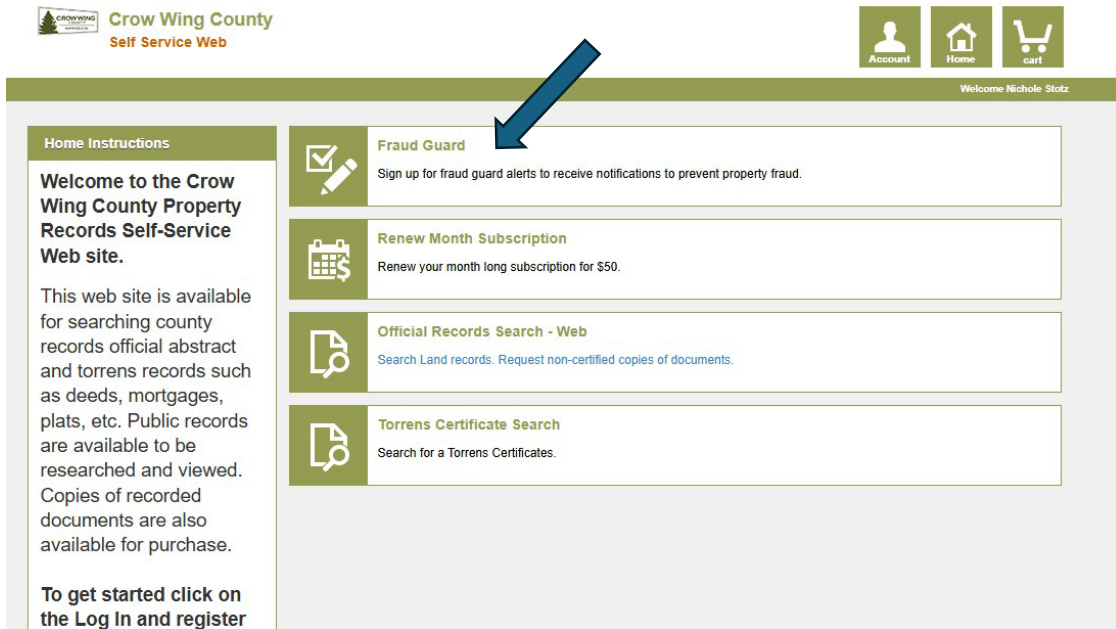 CROW WING
COUNTY
MINNESOTA
Crow Wing County
Self Service Web
Account
Home
cart
Welcome Nichole Stotz
Home Instructions
Welcome to the Crow
Wing County Property
Records Self-Service
Web site.
This web site is available
for searching county
records official abstract
and torrens records such
as deeds, mortgages,
plats, etc. Public records
are available to be
researched and viewed.
Copies of recorded
documents are also
available for purchase.
To get started click on
the Log In and register
Fraud Guard
Sign up for fraud guard alerts to receive notifications to prevent property fraud.
Renew Month Subscription
Renew your month long subscription for $50.
Official Records Search - Web
Search Land records. Request non-certified copies of documents.
Torrens Certificate Search
Search for a Torrens Certificates.